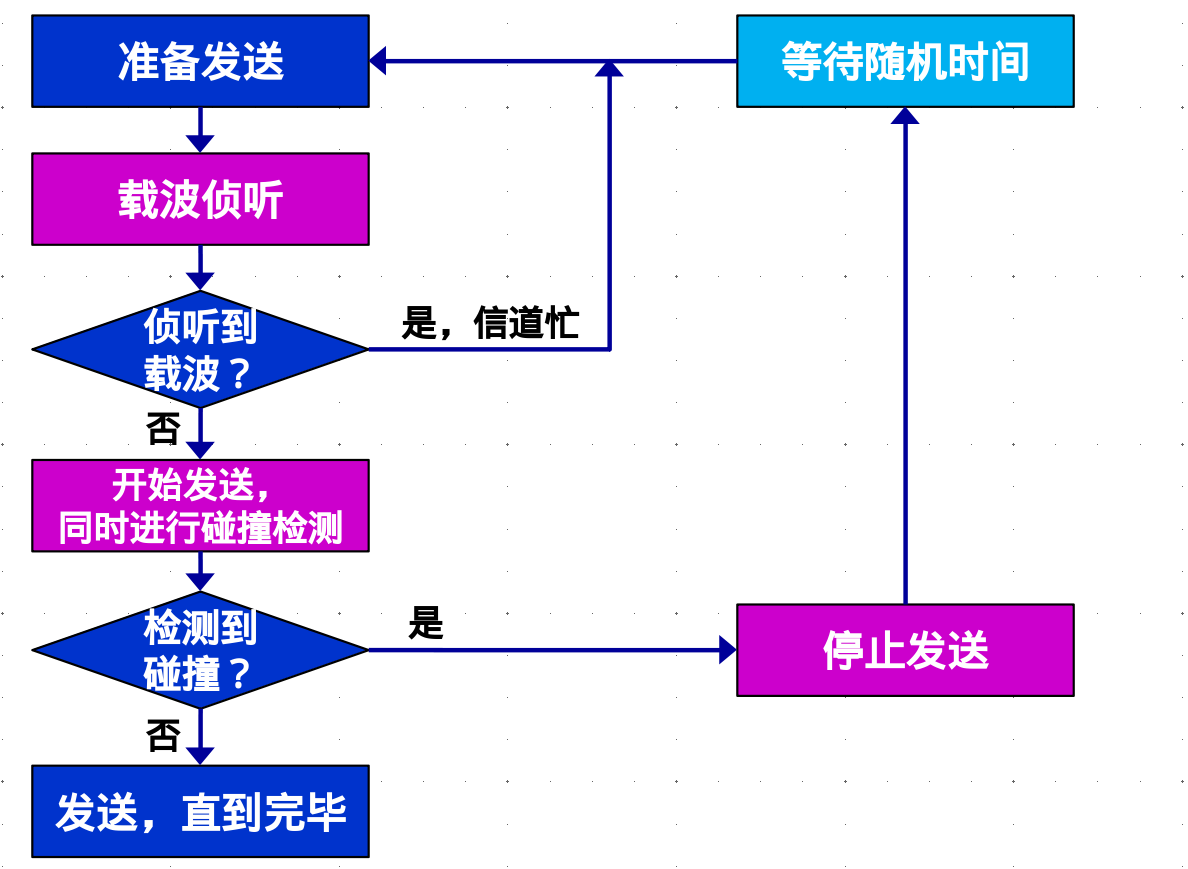 准备发送
等待随机时间
载波侦听
侦听到
载波？
是，信道忙
否
开始发送，
同时进行碰撞检测
检测到
碰撞？
是
停止发送
否
发送，直到完毕